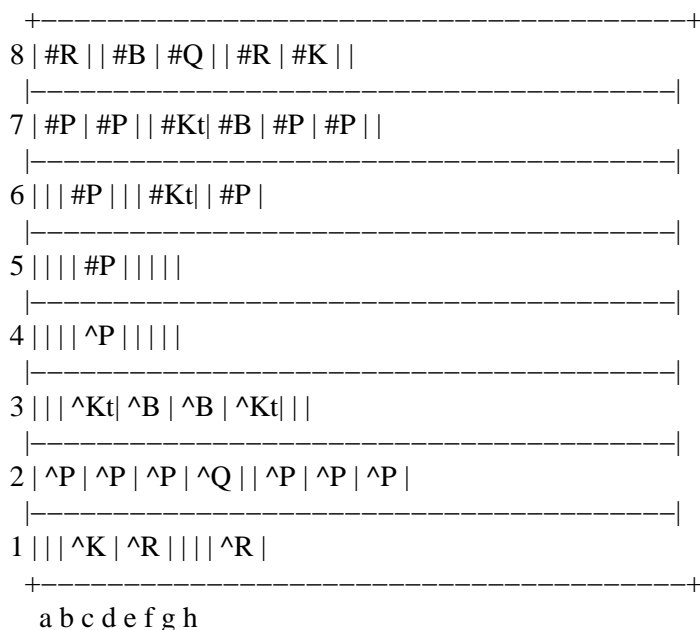 +---------------------------------------+
8 | #R | | #B | #Q | | #R | #K | |
|---------------------------------------|
7 | #P | #P | | #Kt| #B | #P | #P | |
|---------------------------------------|
6 | | | #P | | | #Kt| | #P |
|---------------------------------------|
5 | | | | #P | | | | |
|---------------------------------------|
4 | | | | ^P | | | | |
|---------------------------------------|
3 | | | ^Kt| ^B | ^B | ^Kt| | |
|---------------------------------------|
2 | ^P | ^P | ^P | ^Q | | ^P | ^P | ^P |
|---------------------------------------|
1 | | | ^K | ^R | | | | ^R |
+---------------------------------------+
a b c d e f g h